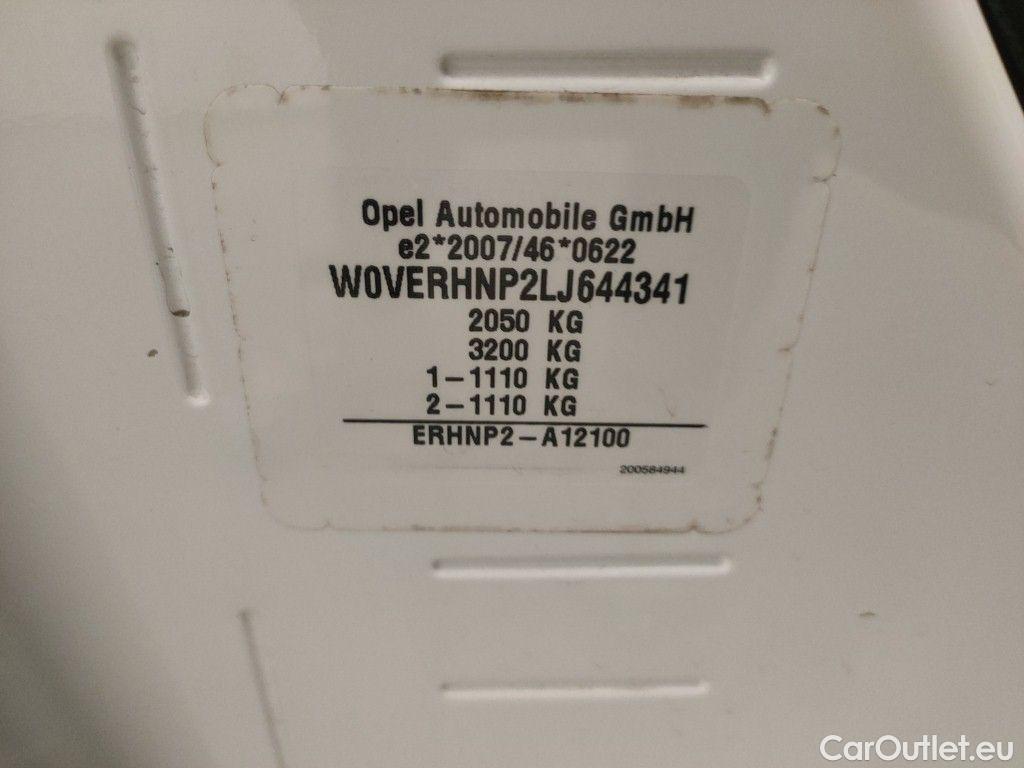 Opel Automobile GmbH
e2*2007/46*0622
W0VERHNP2LJ644341
2050 KG
3200 KG
1-1110 KG
2-1110 KG
ERHNP2-A12100
200584944
CarOutlet.eu